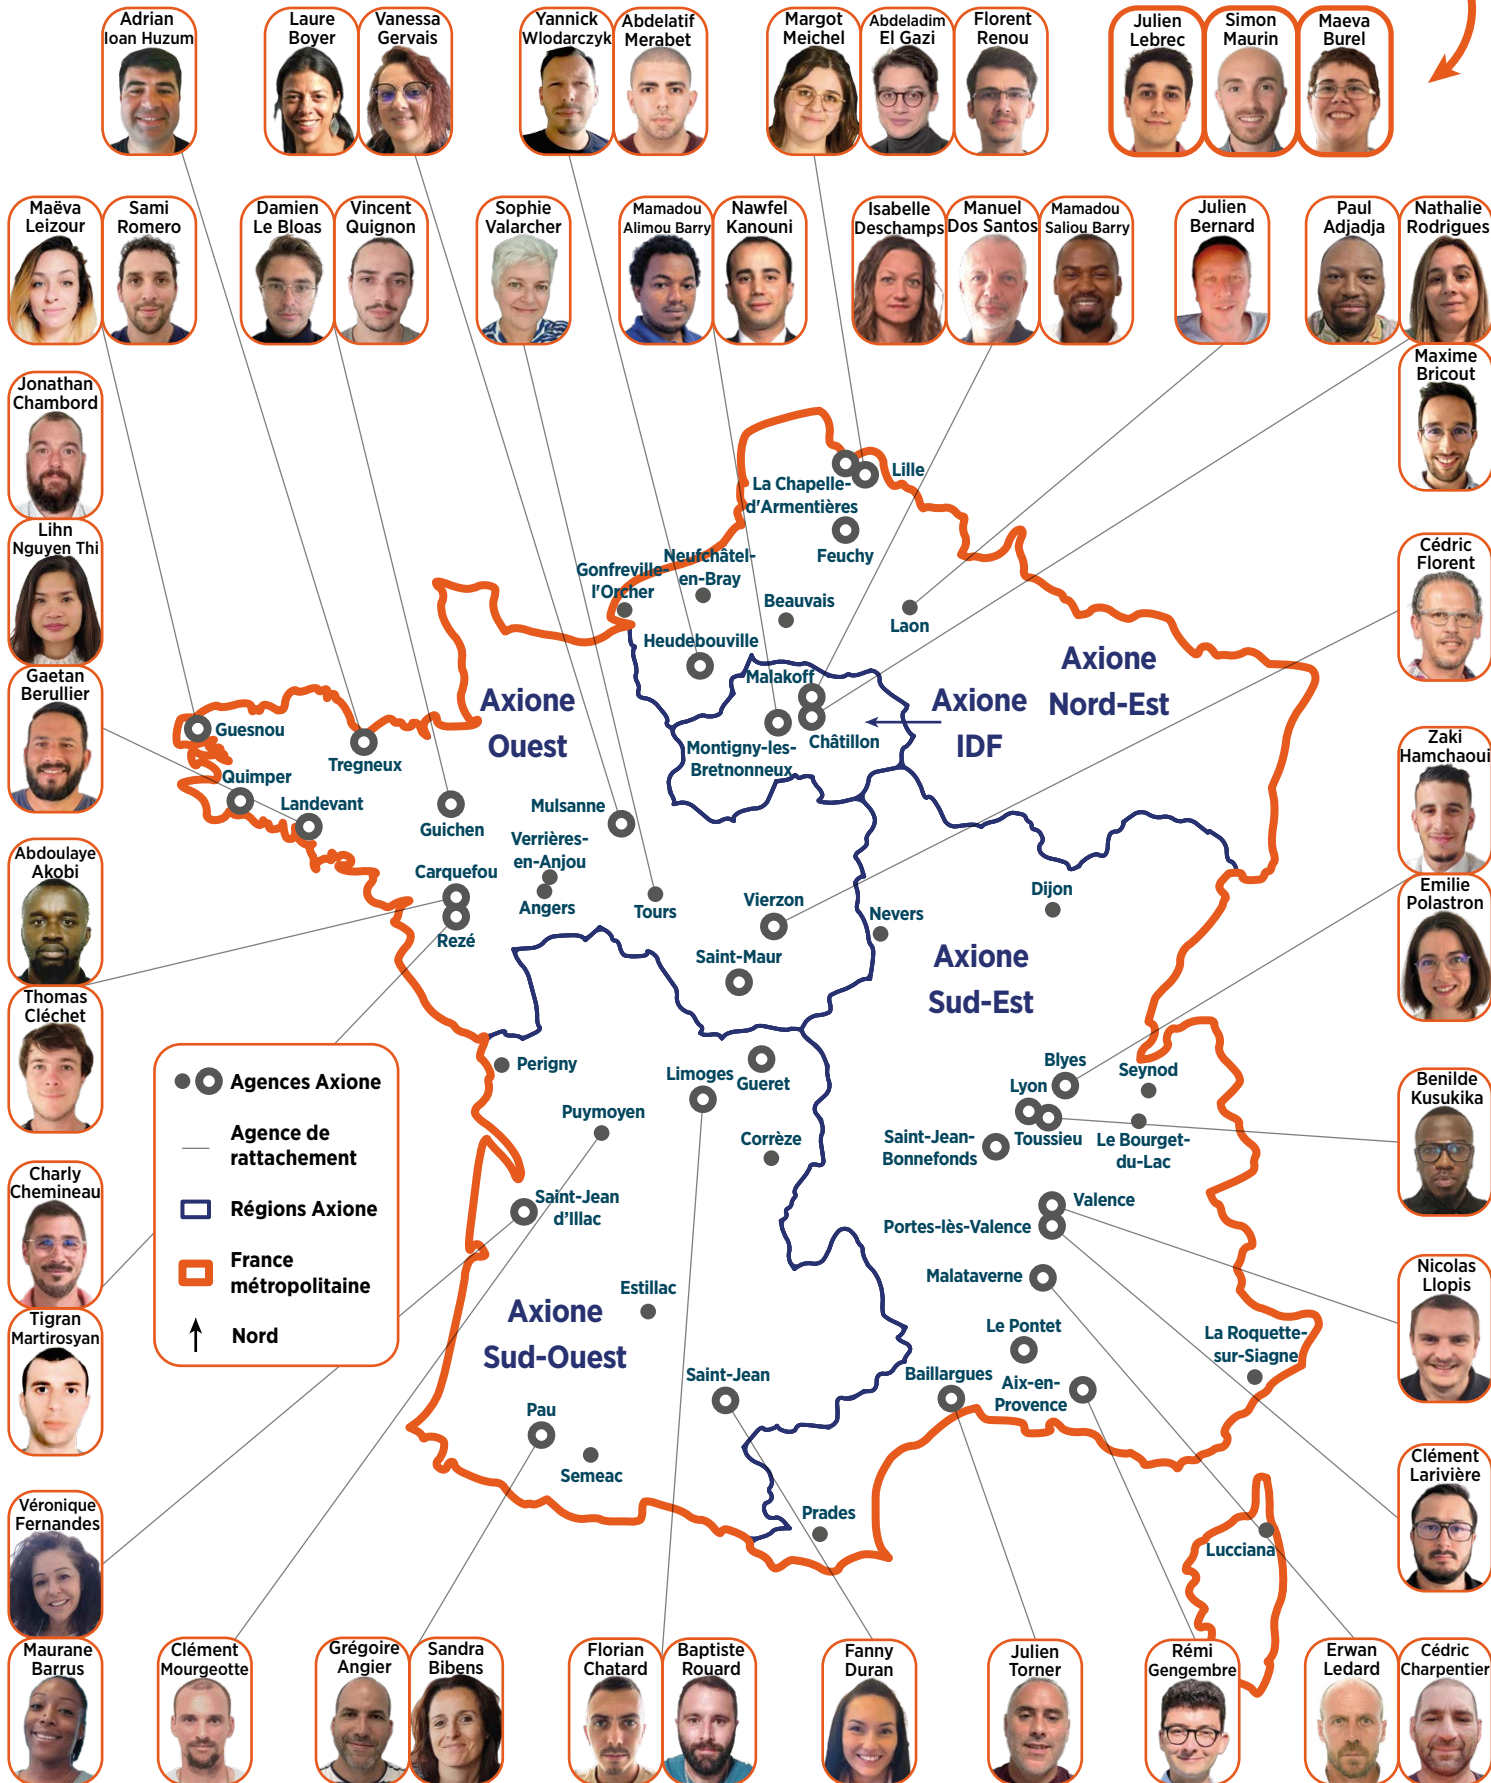 Adrian
Ioan Huzum
Laure
Boyer
Vanessa
Gervais
Yannick
Wlodarczyk
Abdelatif
Merabet
Margot
Meichel
Abdeladim
El Gazi
Florent
Renou
Julien
Lebrec
Simon
Maurin
Maeva
Burel
Maëva
Leizour
Sami
Romero
Damien
Le Bloas
Vincent
Quignon
Sophie
Valarcher
Mamadou
Alimou Barry
Nawfel
Kanouni
Isabelle
Deschamps
Manuel
Dos Santos
Mamadou
Saliou Barry
Julien
Bernard
Paul
Adjadja
Nathalie
Rodrigues
Maxime
Bricout
Jonathan
Chambord
Lihn
Nguyen Thi
Gaetan
Berullier
Abdoulaye
Akobi
Thomas
Cléchet
Charly
Chemineau
Tigran
Martirosyan
Véronique
Fernandes
Maurane
Barrus
Cédric
Florent
Zaki
Hamchaoui
Emilie
Polastron
Benilde
Kusukika
Nicolas
Llopis
Clément
Larivière
Lille
La Chapelle-
d'Armentières
Feuchy
Neufchâtel-
en-Bray
Gonfreville-
l'Orcher
Beauvais
Laon
Heudebouville
Malakoff
Montigny-les-
Bretnonneux
Châtillon
Axione
Nord-Est
Axione
IDF
Axione
Ouest
Guesnou
Tregneux
Quimper
Landevant
Guichen
Mulsanne
Verrières-
en-Anjou
Angers
Carquefou
Rezé
Tours
Vierzon
Saint-Maur
Nevers
Dijon
Axione
Sud-Est
Perigny
Limoges
Gueret
Puymoyen
Corrèze
Saint-Jean
d'Illac
Estillac
Axione
Sud-Ouest
Saint-Jean
Pau
Semeac
Prades
Blyes
Lyon
Toussieu
Seynod
Le Bourget-
du-Lac
Saint-Jean-
Bonnefonds
Valence
Portes-lès-Valence
Malataverne
Le Pontet
Baillargues
Aix-en-
Provence
La Roquette-
sur-Siagne
Lucciana
Agences Axione
Agence de
rattachement
Régions Axione
France
métropolitaine
Nord
Clément
Mourgeotte
Grégoire
Angier
Sandra
Bibens
Florian
Chatard
Baptiste
Rouard
Fanny
Duran
Julien
Torner
Rémi
Gengembre
Erwan
Ledard
Cédric
Charpentier